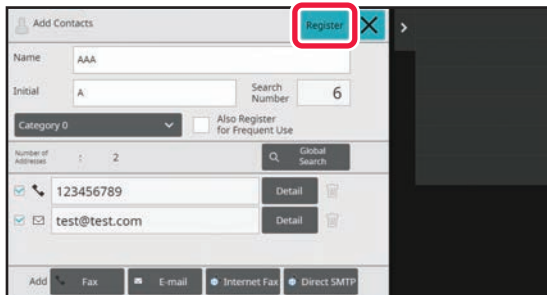 Add Contacts
Register
Name
AAA
Initial
A
Search
Number
6
Category 0
Also Register
for Frequent Use
Number of
Addresses
:
2
Global
Search
123456789
Detail
test@test.com
Detail
Add
Fax
E-mail
Internet Fax
Direct SMTP